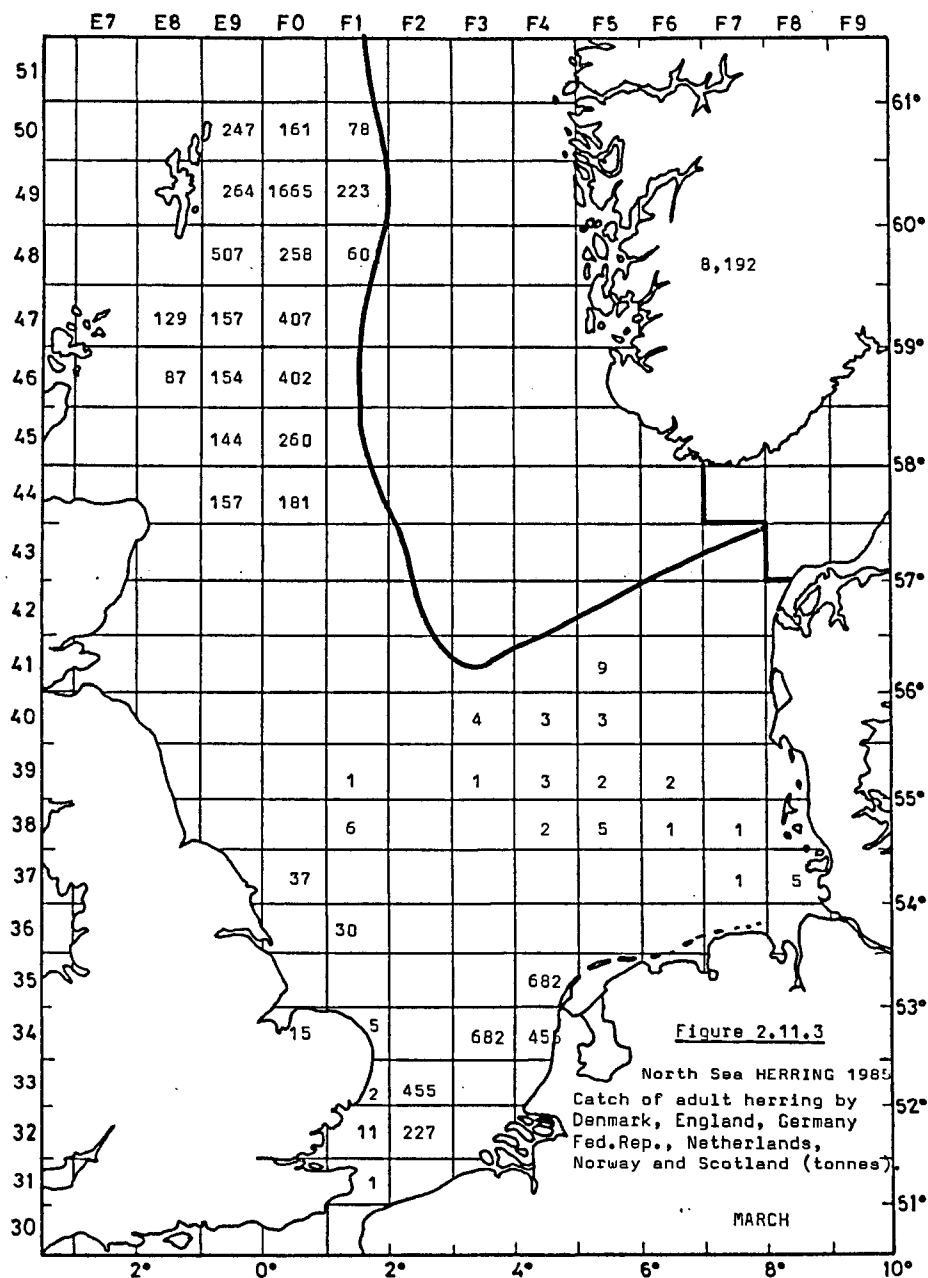 E7 E8 E9 F0 F1 F2 F3 F4 F5 F6 F7 F8 F9
51
61°
50 247 161 78
49 264 1665 223
60°
48 507 258 60
8,192
47 129 157 407
59°
46 87 154 402
45 144 260
58°
44 157 181
43
57°
42
41 9
56°
40 4 3 3
39 1 1 3 2 2
55°
38 6 2 5 1 1
37 37 1 5
54°
36 30
35 682
53°
34 15 5 682 455
Figure 2.11.3
North Sea HERRING 1985
33 2 455
Catch of adult herring by
52°
Denmark, England, Germany
32 11 227
Fed.Rep., Netherlands,
Norway and Scotland (tonnes)
31 1
51°
30
MARCH
2° 0° 2° 4° 6° 8° 10°